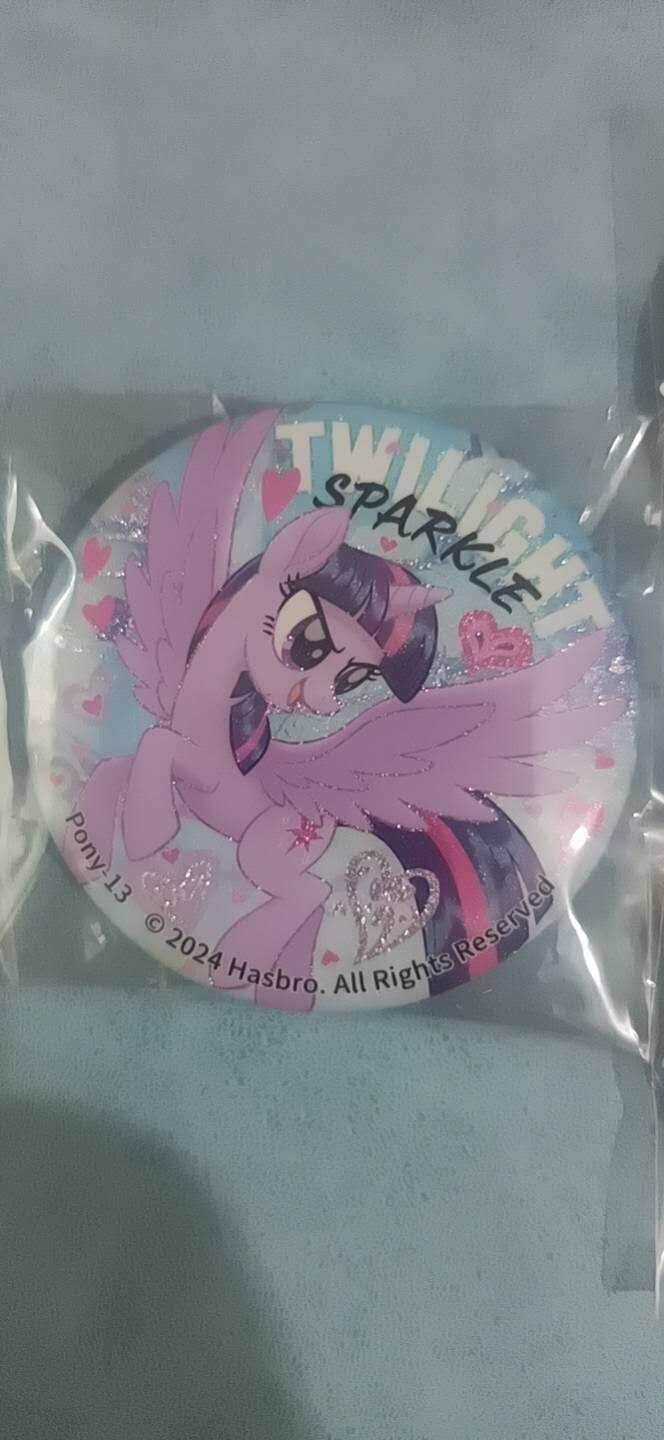 TWILIGHT
SPARKLE
Pony-13
© 2024 Hasbro. All Rights Reserved